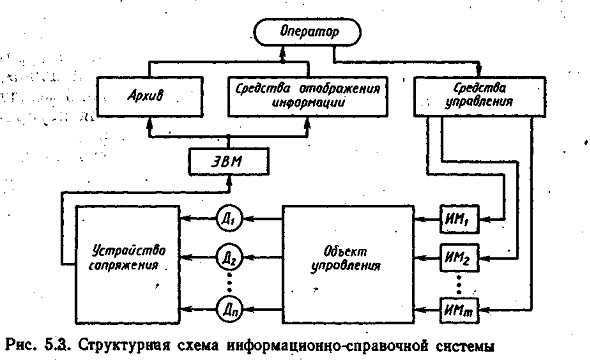 Оператор
Архив
Средства отображения
информации
Средства
управления
ЭВМ
Устройство
сопряжения
Д1
Д2
Дn
Объект
управления
ИМ1
ИМ2
ИМm
Рис. 5.3. Структурная схема информационно-справочной системы